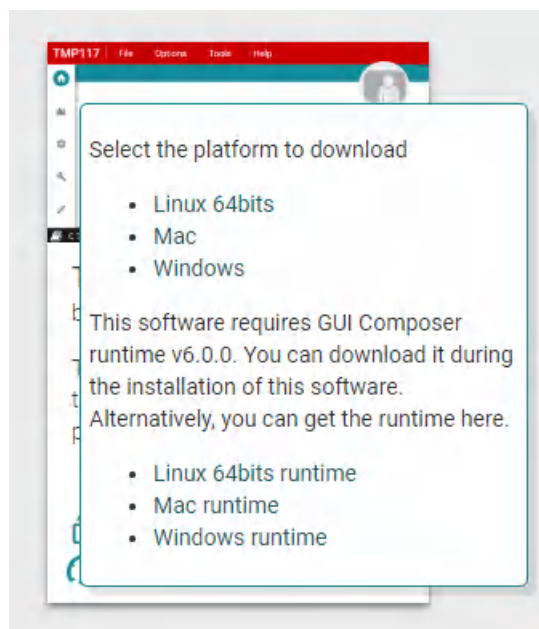 TMP117 File Options Tools Help
Select the platform to download
• Linux 64bits
• Mac
• Windows
This software requires GUI Composer
runtime v6.0.0. You can download it during
the installation of this software.
Alternatively, you can get the runtime here.
• Linux 64bits runtime
• Mac runtime
• Windows runtime